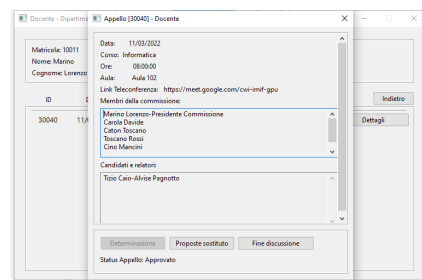 Docente - Dipartime
Appello [30040] - Docente
Matricola: 10011
Nome: Marino
Cognome: Lorenzo
ID
Indietro
30040
11/
Dettagli
Data: 11/03/2022
Corso: Informatica
Ore: 08:00:00
Aula: Aula 102
Link Teleconferenza: https://meet.google.com/cwi-imif-gpu
Membri della commissione:
Marino Lorenzo-Presidente Commissione
Carola Davide
Caton Toscano
Toscano Rossi
Cino Mancini
Candidati e relatori:
Tizio Caio-Alvise Pagnotto
Determinazione Proposte sostituto Fine discussione
Status Appello: Approvato